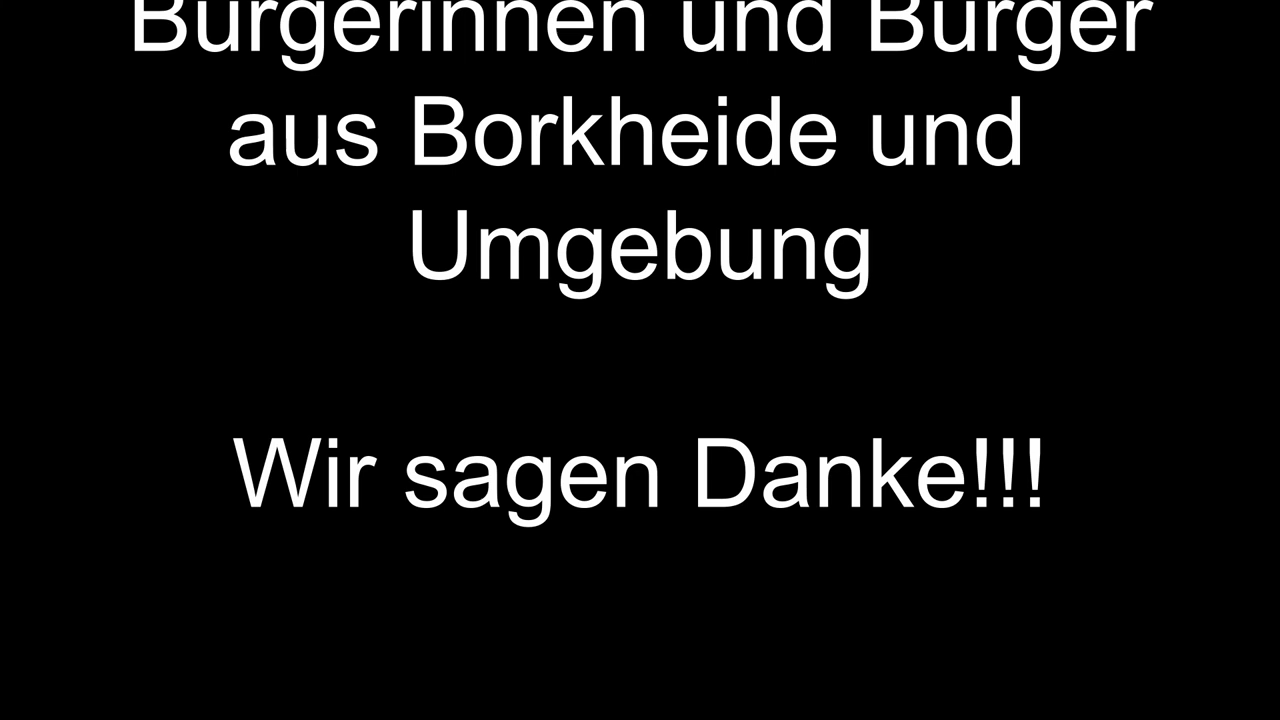 Bürgerinnen und Bürger
aus Borkheide und
Umgebung
Wir sagen Danke!!!